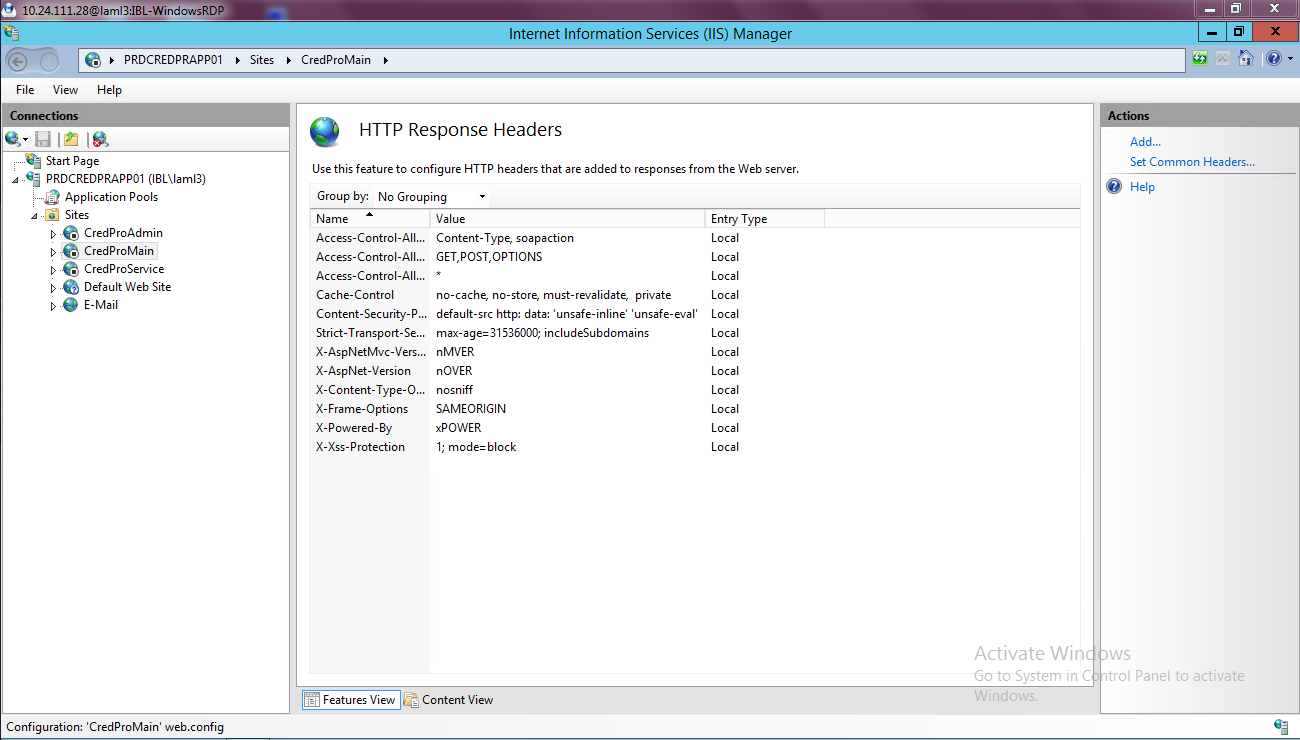 10.24.111.28@Iaml3:IBL-WindowsRDP
Internet Information Services (IIS) Manager
PRDCREDPRAPP01 Sites CredProMain
File View Help
Connections
Start Page
PRDCREDPRAPP01 (IBL\Iaml3)
Application Pools
Sites
CredProAdmin
CredProMain
CredProService
Default Web Site
E-Mail
HTTP Response Headers
Use this feature to configure HTTP headers that are added to responses from the Web server.
Group by: No Grouping
Name Value Entry Type
Access-Control-All... Content-Type, soapaction Local
Access-Control-All... GET,POST,OPTIONS Local
Access-Control-All... * Local
Cache-Control no-cache, no-store, must-revalidate,  private Local
Content-Security-P... default-src http: data: 'unsafe-inline' 'unsafe-eval' Local
Strict-Transport-Se... max-age=31536000; includeSubdomains Local
X-AspNetMvc-Vers... nMVER Local
X-AspNet-Version nOVER Local
X-Content-Type-O... nosniff Local
X-Frame-Options SAMEORIGIN Local
X-Powered-By xPOWER Local
X-Xss-Protection 1; mode=block Local
Features View Content View
Actions
Add...
Set Common Headers...
Help
Activate Windows
Go to System in Control Panel to activate
Windows.
Configuration: 'CredProMain' web.config